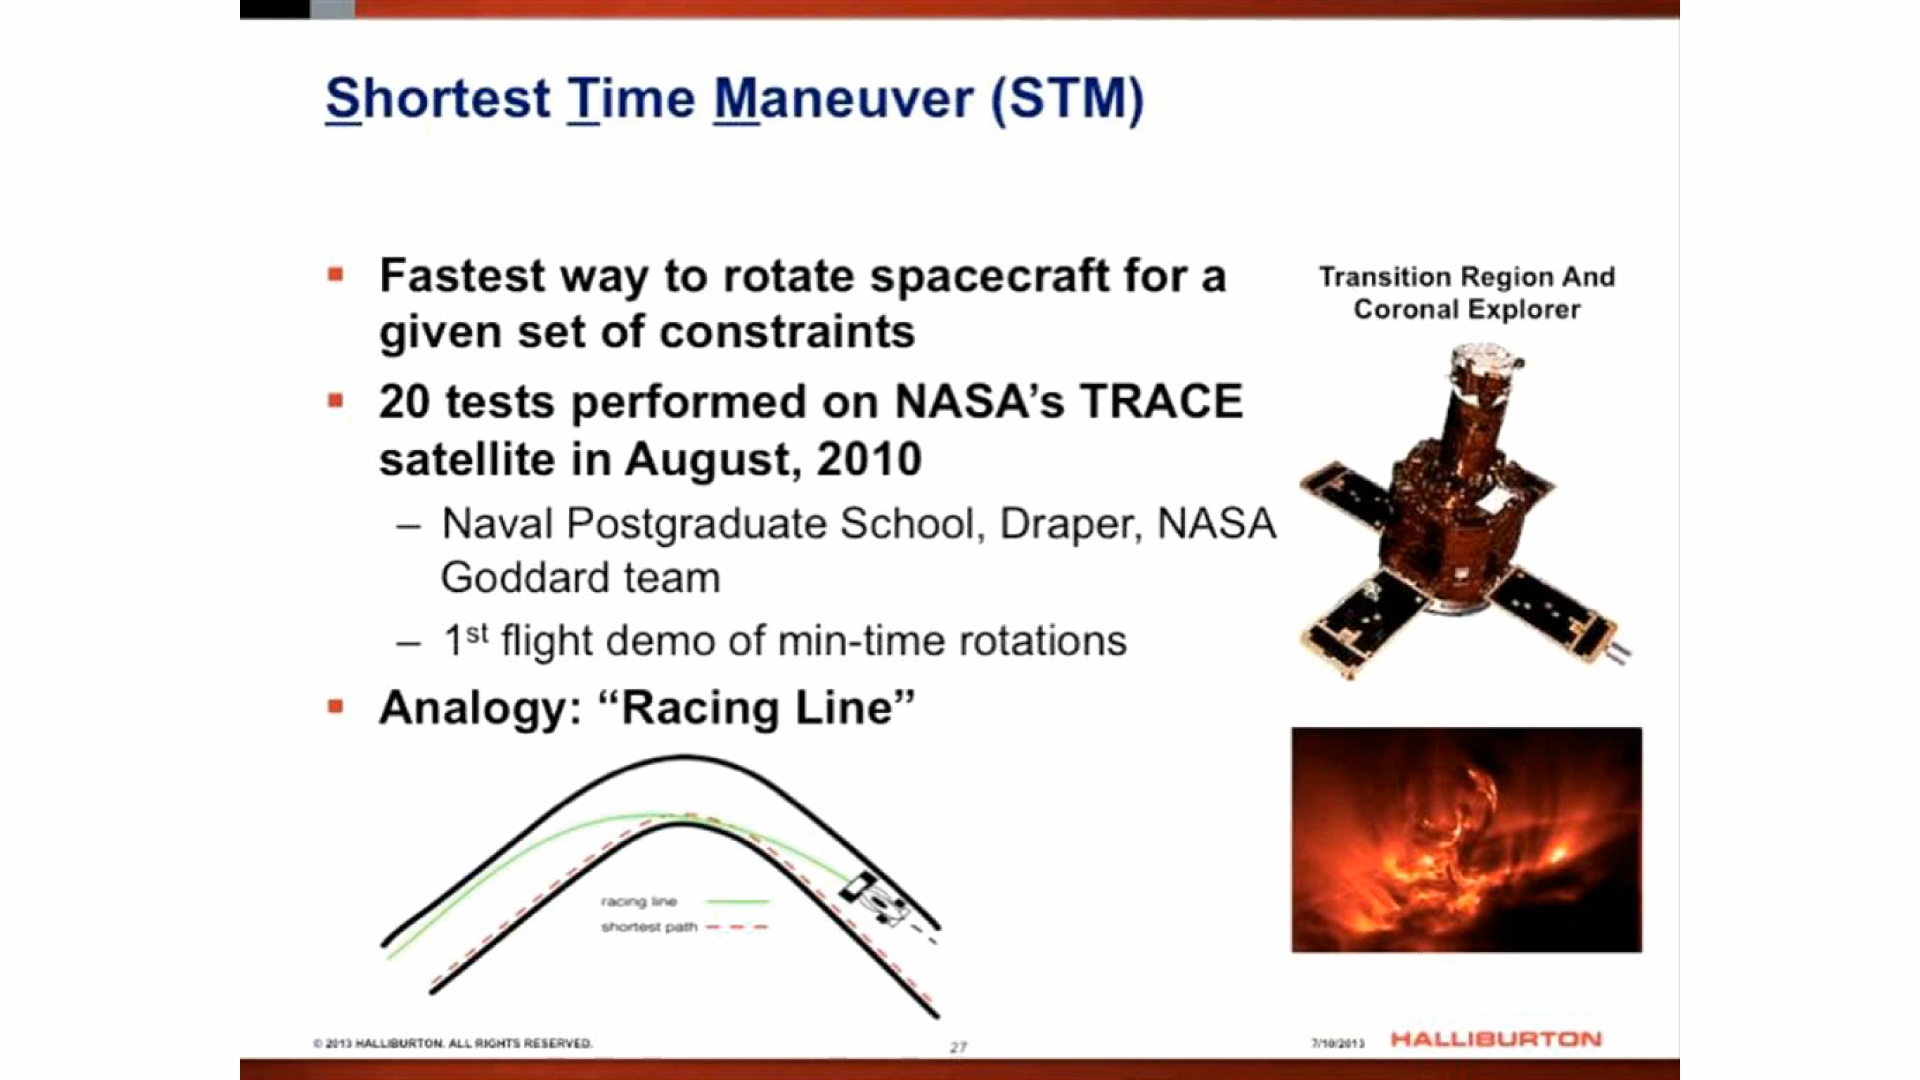 Shortest Time Maneuver (STM)
▪ Fastest way to rotate spacecraft for a
given set of constraints
▪ 20 tests performed on NASA's TRACE
satellite in August, 2010
– Naval Postgraduate School, Draper, NASA
Goddard team
– 1st flight demo of min-time rotations
▪ Analogy: “Racing Line”
racing line
shortest path
Transition Region And
Coronal Explorer
© 2013 HALLIBURTON. ALL RIGHTS RESERVED.
27
7/10/2013
HALLIBURTON